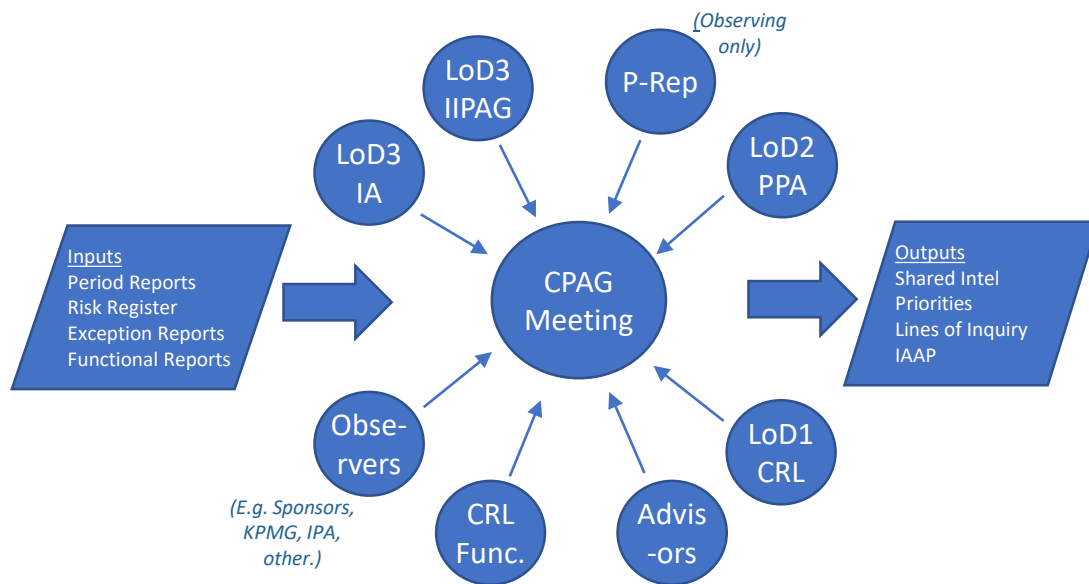 (Observing
only)
LoD3
IIPAG
P-Rep
LoD3
IA
LoD2
PPA
Inputs
Period Reports
Risk Register
Exception Reports
Functional Reports
CPAG
Meeting
Outputs
Shared Intel
Priorities
Lines of Inquiry
IAAP
Obse-
rvers
LoD1
CRL
(E.g. Sponsors,
KPMG, IPA,
other.)
CRL
Func.
Advis
-ors